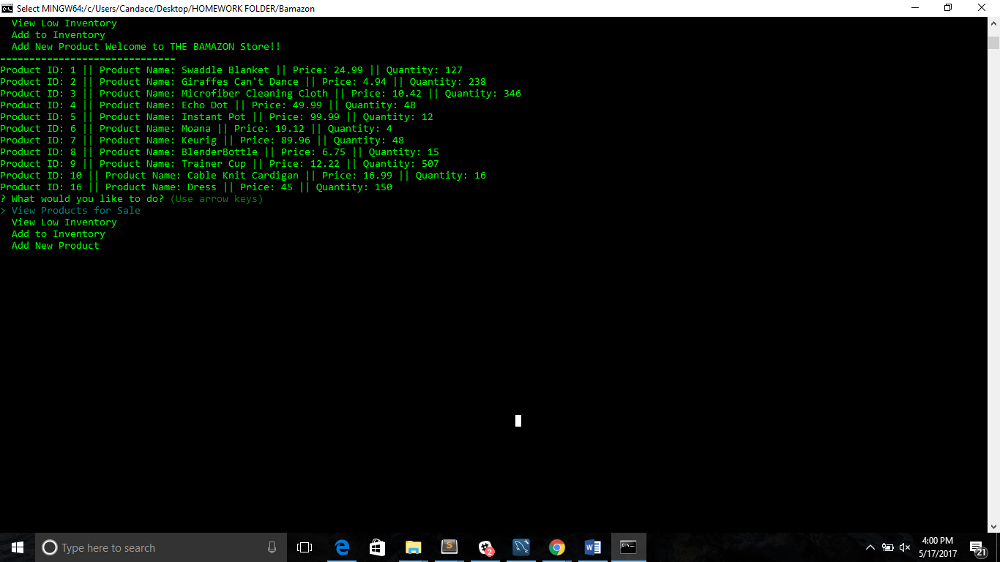 Select MINGW64:/c/Users/Candace/Desktop/HOMEWORK FOLDER/Bamazon
View Low Inventory
Add to Inventory
Add New Product Welcome to THE BAMAZON Store!!
==============================
Product ID: 1 || Product Name: Swaddle Blanket || Price: 24.99 || Quantity: 127
Product ID: 2 || Product Name: Giraffes Can't Dance || Price: 4.94 || Quantity: 238
Product ID: 3 || Product Name: Microfiber Cleaning Cloth || Price: 10.42 || Quantity: 346
Product ID: 4 || Product Name: Echo Dot || Price: 49.99 || Quantity: 48
Product ID: 5 || Product Name: Instant Pot || Price: 99.99 || Quantity: 12
Product ID: 6 || Product Name: Moana || Price: 19.12 || Quantity: 4
Product ID: 7 || Product Name: Keurig || Price: 89.96 || Quantity: 48
Product ID: 8 || Product Name: BlenderBottle || Price: 6.75 || Quantity: 15
Product ID: 9 || Product Name: Trainer Cup || Price: 12.22 || Quantity: 507
Product ID: 10 || Product Name: Cable Knit Cardigan || Price: 16.99 || Quantity: 16
Product ID: 16 || Product Name: Dress || Price: 45 || Quantity: 150
? What would you like to do? (Use arrow keys)
> View Products for Sale
View Low Inventory
Add to Inventory
Add New Product
Type here to search
4:00 PM
5/17/2017
2
21